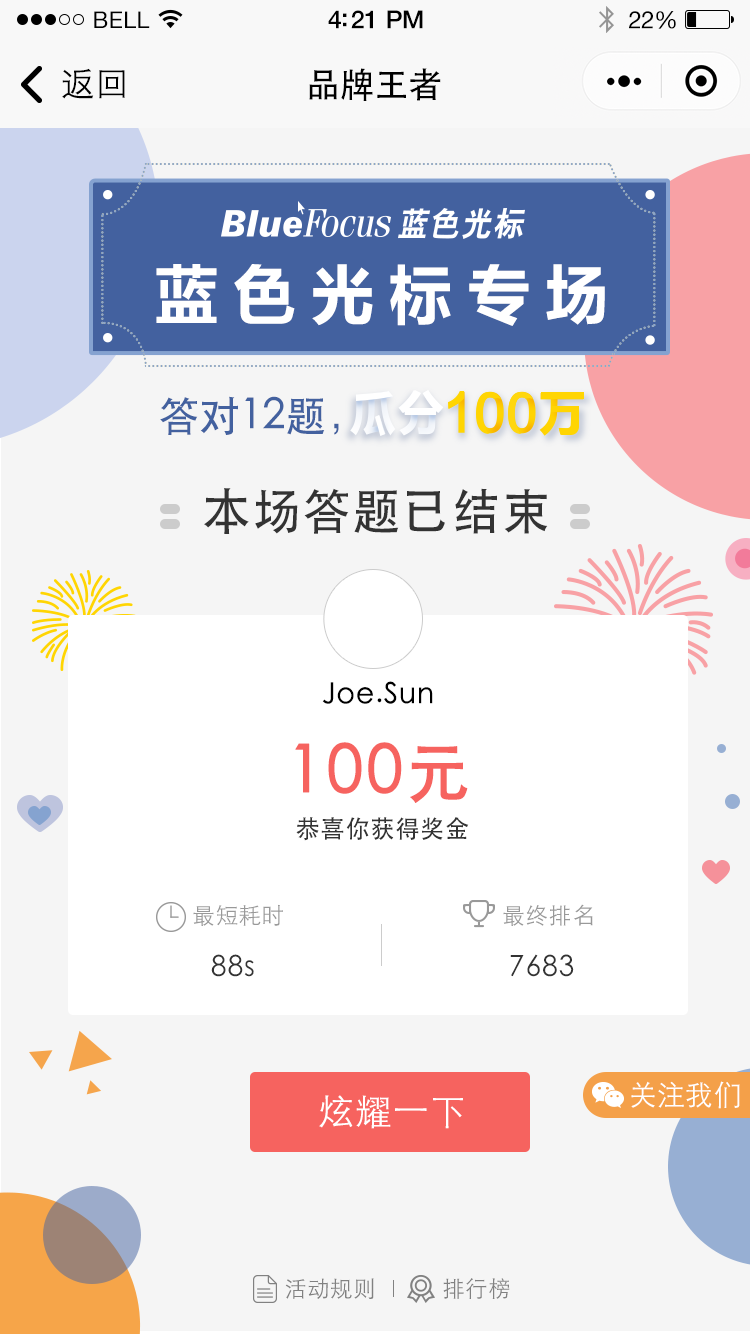 BELL 4:21 PM 22%
返回 品牌王者
BlueFocus 蓝色光标
蓝色光标专场
答对12题,瓜分100万
本场答题已结束
Joe.Sun
100元
恭喜你获得奖金
最短耗时 最终排名
88s 7683
炫耀一下
关注我们
活动规则 | 排行榜